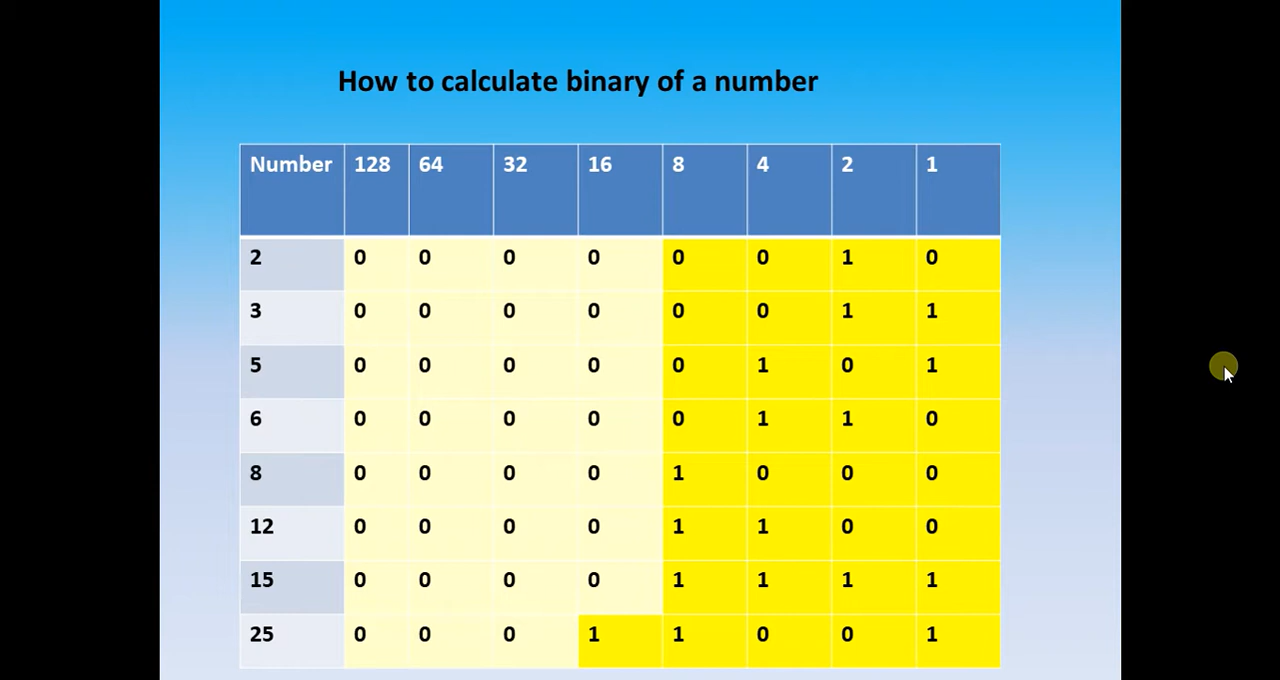 How to calculate binary of a number
Number 128 64 32 16 8 4 2 1
2 0 0 0 0 0 0 1 0
3 0 0 0 0 0 0 1 1
5 0 0 0 0 0 1 0 1
6 0 0 0 0 0 1 1 0
8 0 0 0 0 1 0 0 0
12 0 0 0 0 1 1 0 0
15 0 0 0 0 1 1 1 1
25 0 0 0 1 1 0 0 1